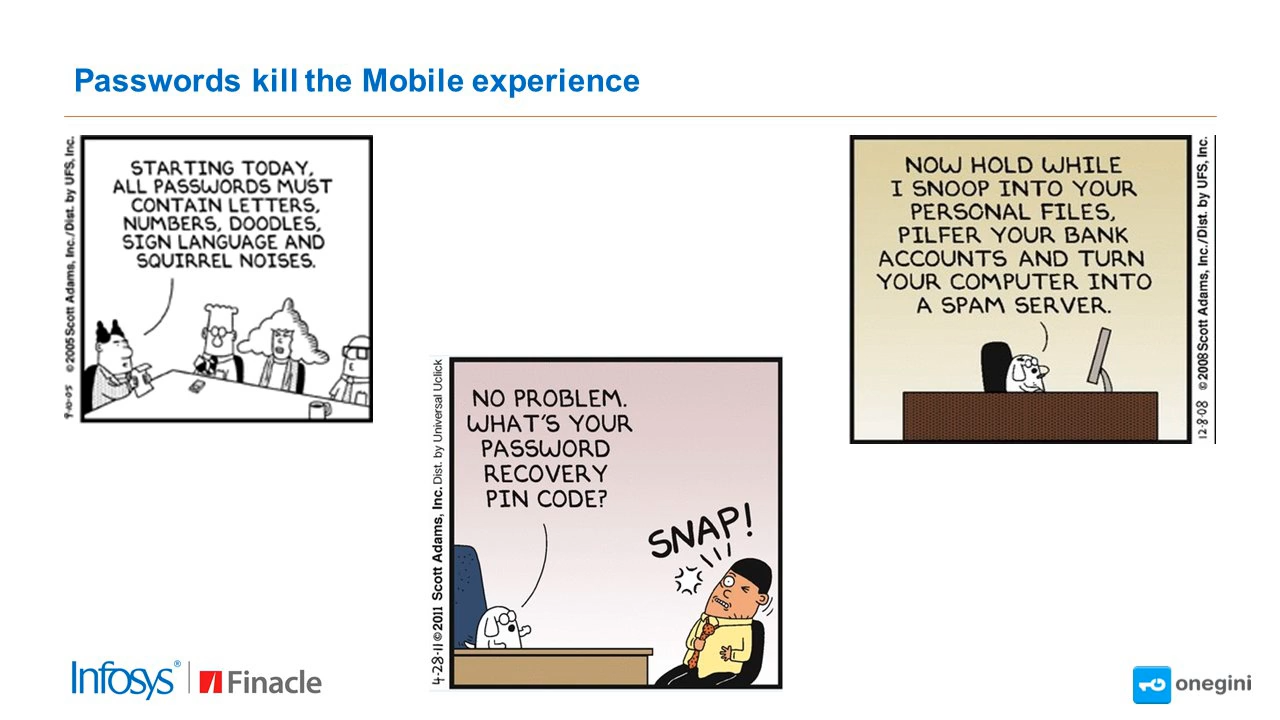 Passwords kill the Mobile experience
STARTING TODAY,
ALL PASSWORDS MUST
CONTAIN LETTERS,
NUMBERS, DOODLES,
SIGN LANGUAGE AND
SQUIRREL NOISES.
9-10-05 ©2005 Scott Adams, Inc./Dist. by UFS, Inc.
NO PROBLEM.
WHAT'S YOUR
PASSWORD
RECOVERY
PIN CODE?
SNAP!
4-28-11 ©2011 Scott Adams, Inc. Dist. by Universal Uclick
NOW HOLD WHILE
I SNOOP INTO YOUR
PERSONAL FILES,
PILFER YOUR BANK
ACCOUNTS AND TURN
YOUR COMPUTER INTO
A SPAM SERVER.
12-8-08 ©2008 Scott Adams, Inc./Dist. by UFS, Inc.
Infosys® | Finacle
onegini